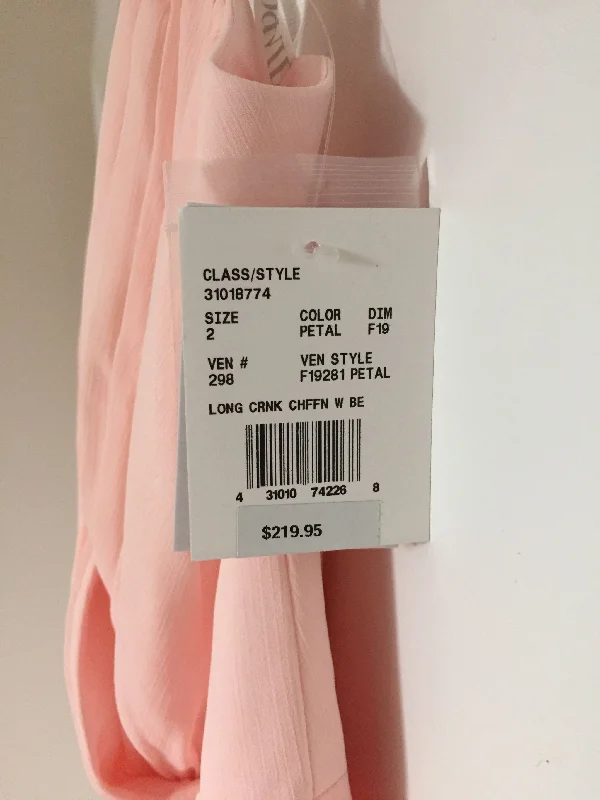 CLASS/STYLE
31018774
SIZE COLOR DIM
2 PETAL F19
VEN # VEN STYLE
298 F19281 PETAL
LONG CRNK CHFFN W BE
4 31010 74226 8
$219.95